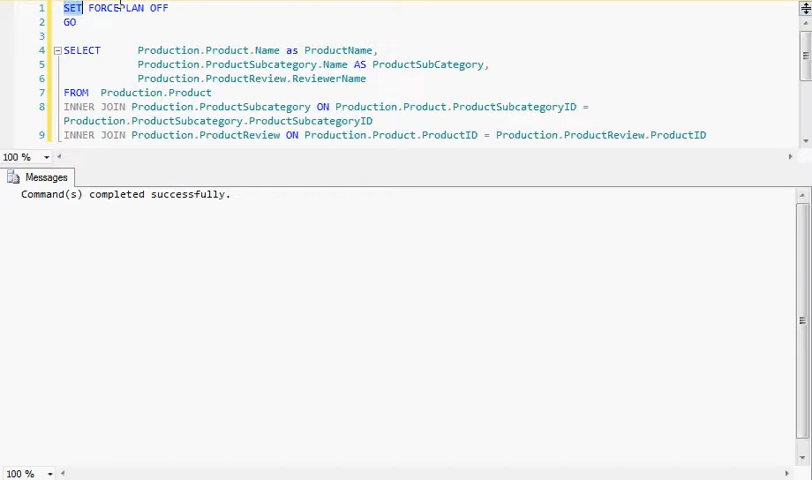 1 SET FORCEPLAN OFF
2 GO
3
4 SELECT Production.Product.Name as ProductName,
5 Production.ProductSubcategory.Name AS ProductSubCategory,
6 Production.ProductReview.ReviewerName
7 FROM Production.Product
8 INNER JOIN Production.ProductSubcategory ON Production.Product.ProductSubcategoryID =
Production.ProductSubcategory.ProductSubcategoryID
9 INNER JOIN Production.ProductReview ON Production.Product.ProductID = Production.ProductReview.ProductID
100 %
Messages
Command(s) completed successfully.
100 %